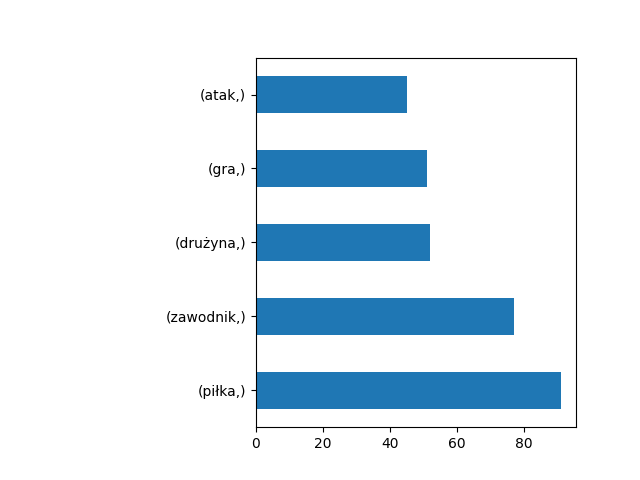 (atak,)
(gra,)
(drużyna,)
(zawodnik,)
(piłka,)
0 20 40 60 80